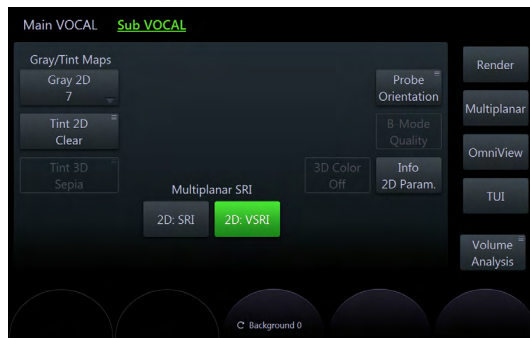 Main VOCAL Sub VOCAL
Gray/Tint Maps
Gray 2D
7
Probe
Orientation
Render
Multiplanar
Tint 2D
Clear
B-Mode
Quality
OmniView
Tint 3D
Sepia
3D Color
Off
Info
2D Param.
TUI
Multiplanar SRI
2D: SRI 2D: VSRI
Volume
Analysis
Background 0